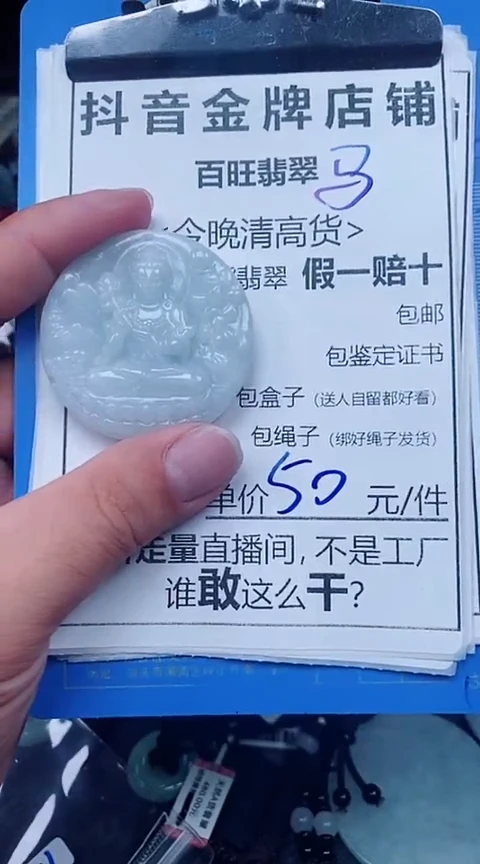 抖音金牌店铺
百旺翡翠 马
<今晚清高货>
翡翠 假一赔十
包邮
包鉴定证书
包盒子（送人自留都好看）
包绳子（绑好绳子发货）
单价50元/件
走量直播间，不是工厂
谁敢这么干？